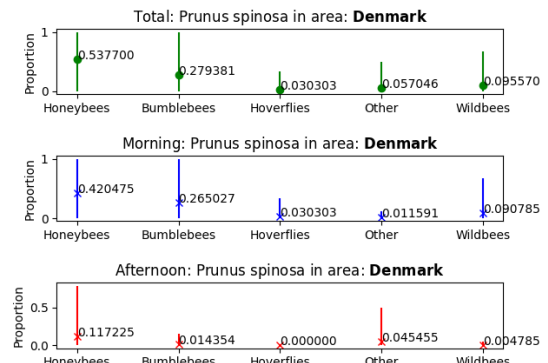 Total: Prunus spinosa in area: Denmark
Proportion
1
0
0.537700
0.279381
0.030303
0.057046
0.095570
Honeybees Bumblebees Hoverflies Other Wildbees
Morning: Prunus spinosa in area: Denmark
Proportion
1
0
0.420475
0.265027
0.030303
0.011591
0.090785
Honeybees Bumblebees Hoverflies Other Wildbees
Afternoon: Prunus spinosa in area: Denmark
Proportion
0.5
0.0
0.117225
0.014354
0.000000
0.045455
0.004785
Honeybees Bumblebees Hoverflies Other Wildbees